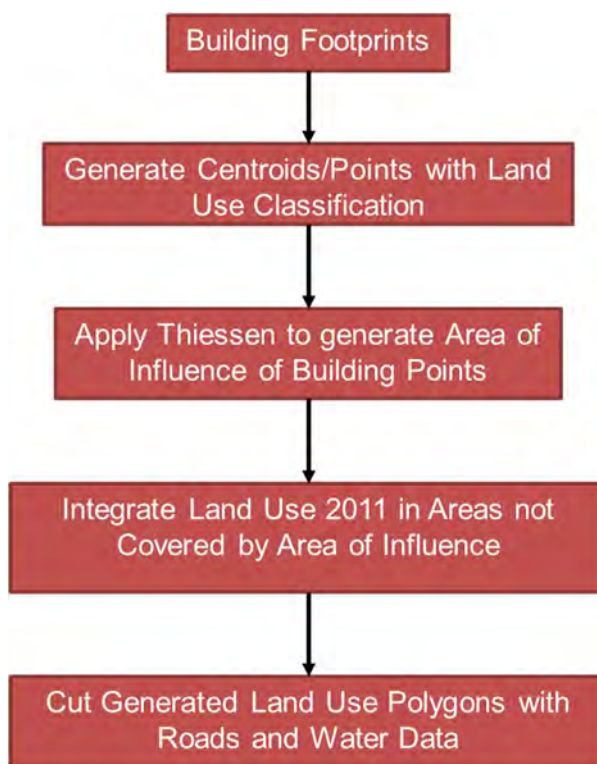 Building Footprints
Generate Centroids/Points with Land
Use Classification
Apply Thiessen to generate Area of
Influence of Building Points
Integrate Land Use 2011 in Areas not
Covered by Area of Influence
Cut Generated Land Use Polygons with
Roads and Water Data